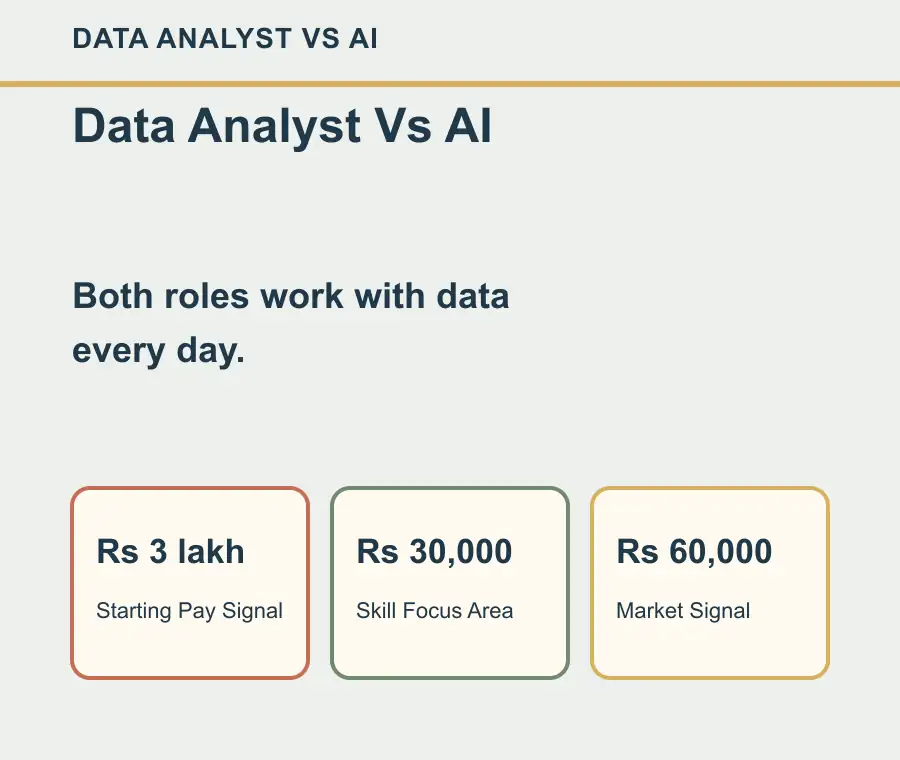 DATA ANALYST VS AI
Data Analyst Vs AI
Both roles work with data
every day.
Rs 3 lakh
Starting Pay Signal
Rs 30,000
Skill Focus Area
Rs 60,000
Market Signal